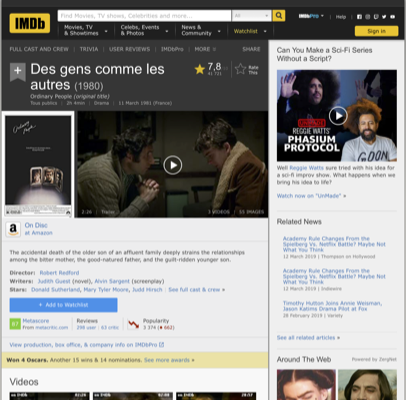 IMDb
Find Movies, TV shows, Celebrities and more...
All
IMDbPro
Help
Movies, TV & Showtimes
Celebs, Events & Photos
News & Community
Watchlist
Sign in
FULL CAST AND CREW | TRIVIA | USER REVIEWS | IMDbPro | MORE
SHARE
Des gens comme les autres (1980)
Ordinary People (original title)
Tous publics | 2h 4min | Drama | 11 March 1981 (France)
7,8
Rate This
2:36 | Trailer
3 VIDEOS | 32 IMAGES
On Disc
at Amazon
The accidental death of the older son of an affluent family deeply strains the relationships
among the bitter mother, the good-natured father, and the guilt-ridden younger son.
Director: Robert Redford
Writers: Judith Guest (novel), Alvin Sargent (screenplay)
Stars: Donald Sutherland, Mary Tyler Moore, Judd Hirsch | See full cast & crew »
+ Add to Watchlist
Metascore
From metacritic.com
Reviews
Popularity
View production, box office, & company info on IMDbPro
Won 4 Oscars. Another 15 wins & 14 nominations. See more awards »
Videos
Can You Make a Sci-Fi Series
Without a Script?
REGGIE WATTS'
PHASIUM
PROTOKOL
Well Reggie Watts sure tried with his idea for
a sci-fi improv show. What happens when we
bring his idea to life?
Watch now on "UnMade" »
Related News
Academy Rule Changes From the
Spielberg Vs. Netflix Battle? Maybe Not
What You Think
12 March 2019 | Thompson on Hollywood
Academy Rule Changes From the
Spielberg Vs. Netflix Battle? Maybe Not
What You Think
12 March 2019 | Indiewire
Timothy Hutton Joins Annie Weisman,
Jason Katims Drama Pilot at Fox
28 February 2019 | Variety
See all related articles »
Around The Web
Powered by ZergNet